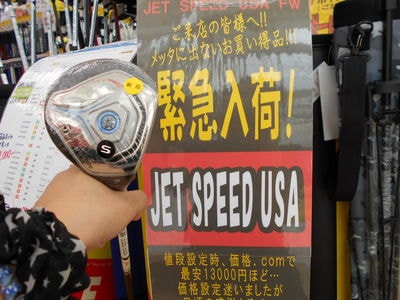 JET SPEED USA FW
ご来店の皆様へ!!
メッタに出ないお買い得品!!!
緊急入荷!
JET SPEED USA
値段設定時、価格.comで
最安13000円ほど…
価格設定迷いましたが
S